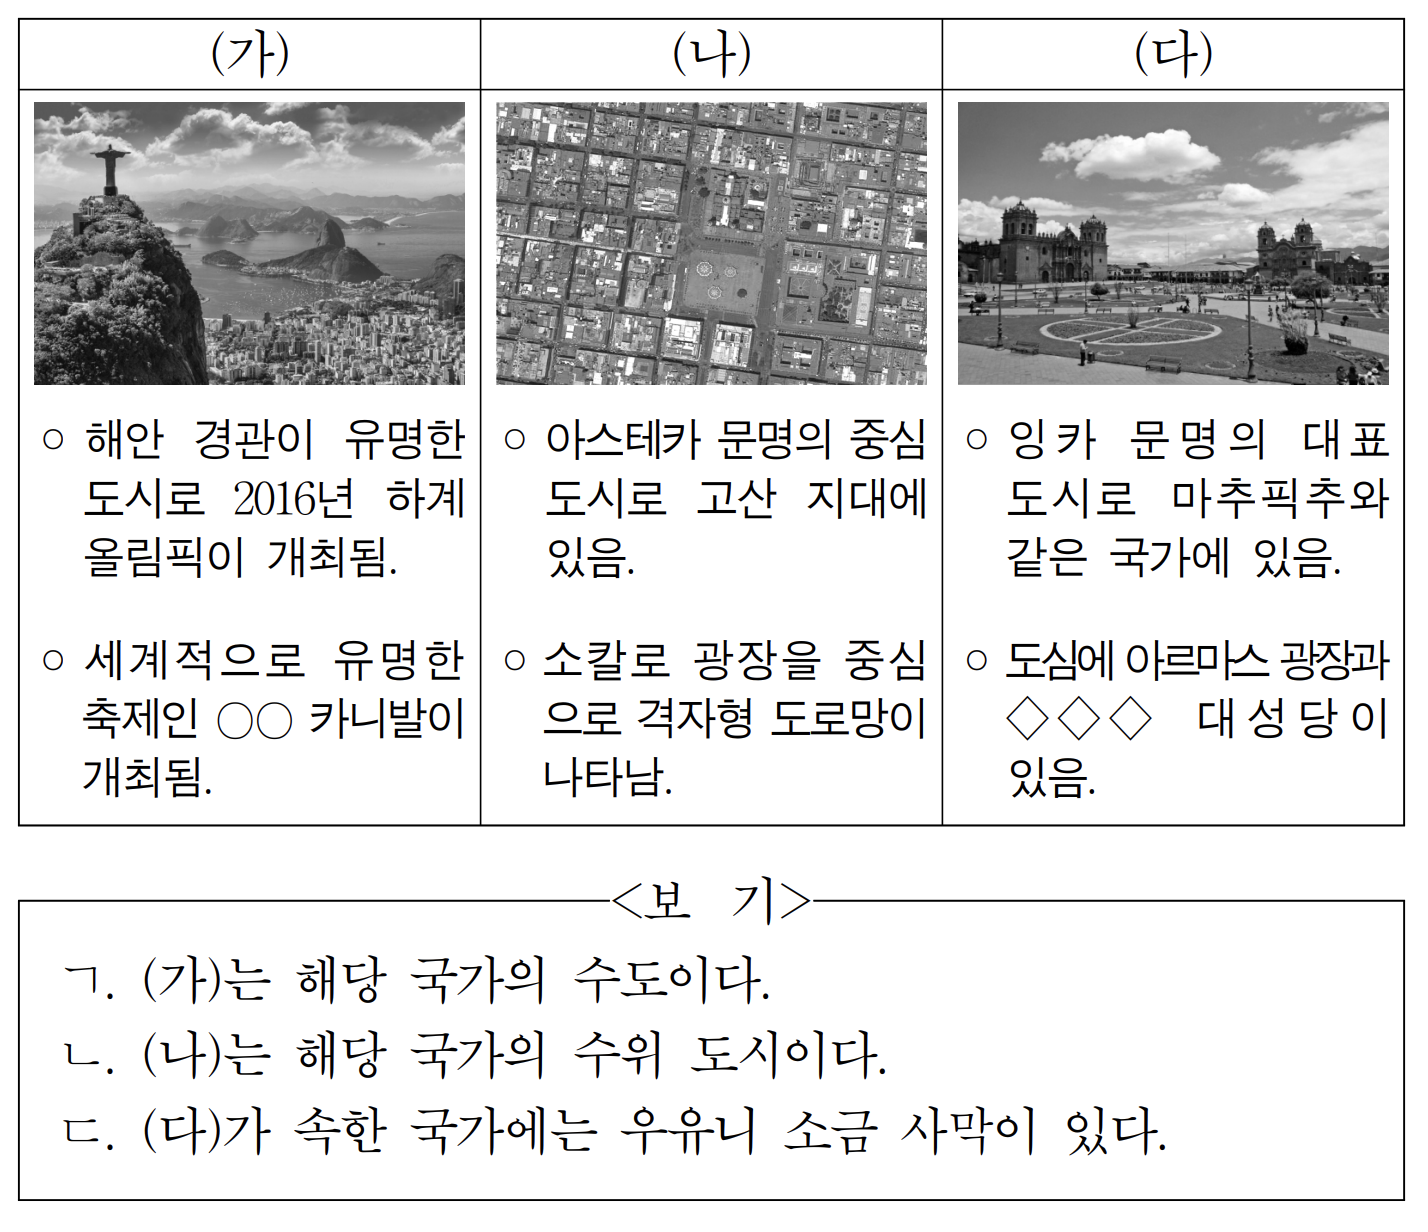 (가) (나) (다)
○ 해안 경관이 유명한
도시로 2016년 하계
올림픽이 개최됨.
○ 세계적으로 유명한
축제인 ○○ 카니발이
개최됨.
○ 아스테카 문명의 중심
도시로 고산 지대에
있음.
○ 소칼로 광장을 중심
으로 격자형 도로망이
나타남.
○ 잉카 문명의 대표
도시로 마추픽추와
같은 국가에 있음.
○ 도심에 아르마스 광장과
◇◇◇ 대성당이
있음.
<보 기>
ㄱ. (가)는 해당 국가의 수도이다.
ㄴ. (나)는 해당 국가의 수위 도시이다.
ㄷ. (다)가 속한 국가에는 우유니 소금 사막이 있다.